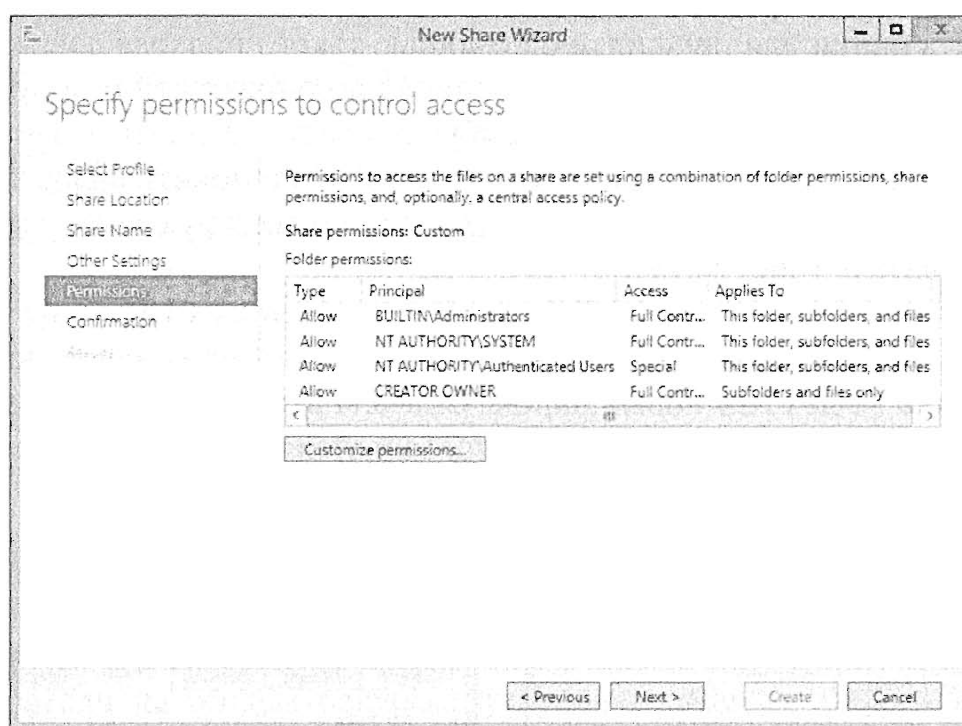 New Share Wizard
Specify permissions to control access
Select Profile
Share Location
Share Name
Other Settings
Permissions
Confirmation
Permissions to access the files on a share are set using a combination of folder permissions, share
permissions, and, optionally, a central access policy.
Share permissions: Custom
Folder permissions:
Type Principal Access Applies To
Allow BUILTIN\Administrators Full Contr... This folder, subfolders, and files
Allow NT AUTHORITY\SYSTEM Full Contr... This folder, subfolders, and files
Allow NT AUTHORITY\Authenticated Users Special This folder, subfolders, and files
Allow CREATOR OWNER Full Contr... Subfolders and files only
Customize permissions...
< Previous Next > Create Cancel